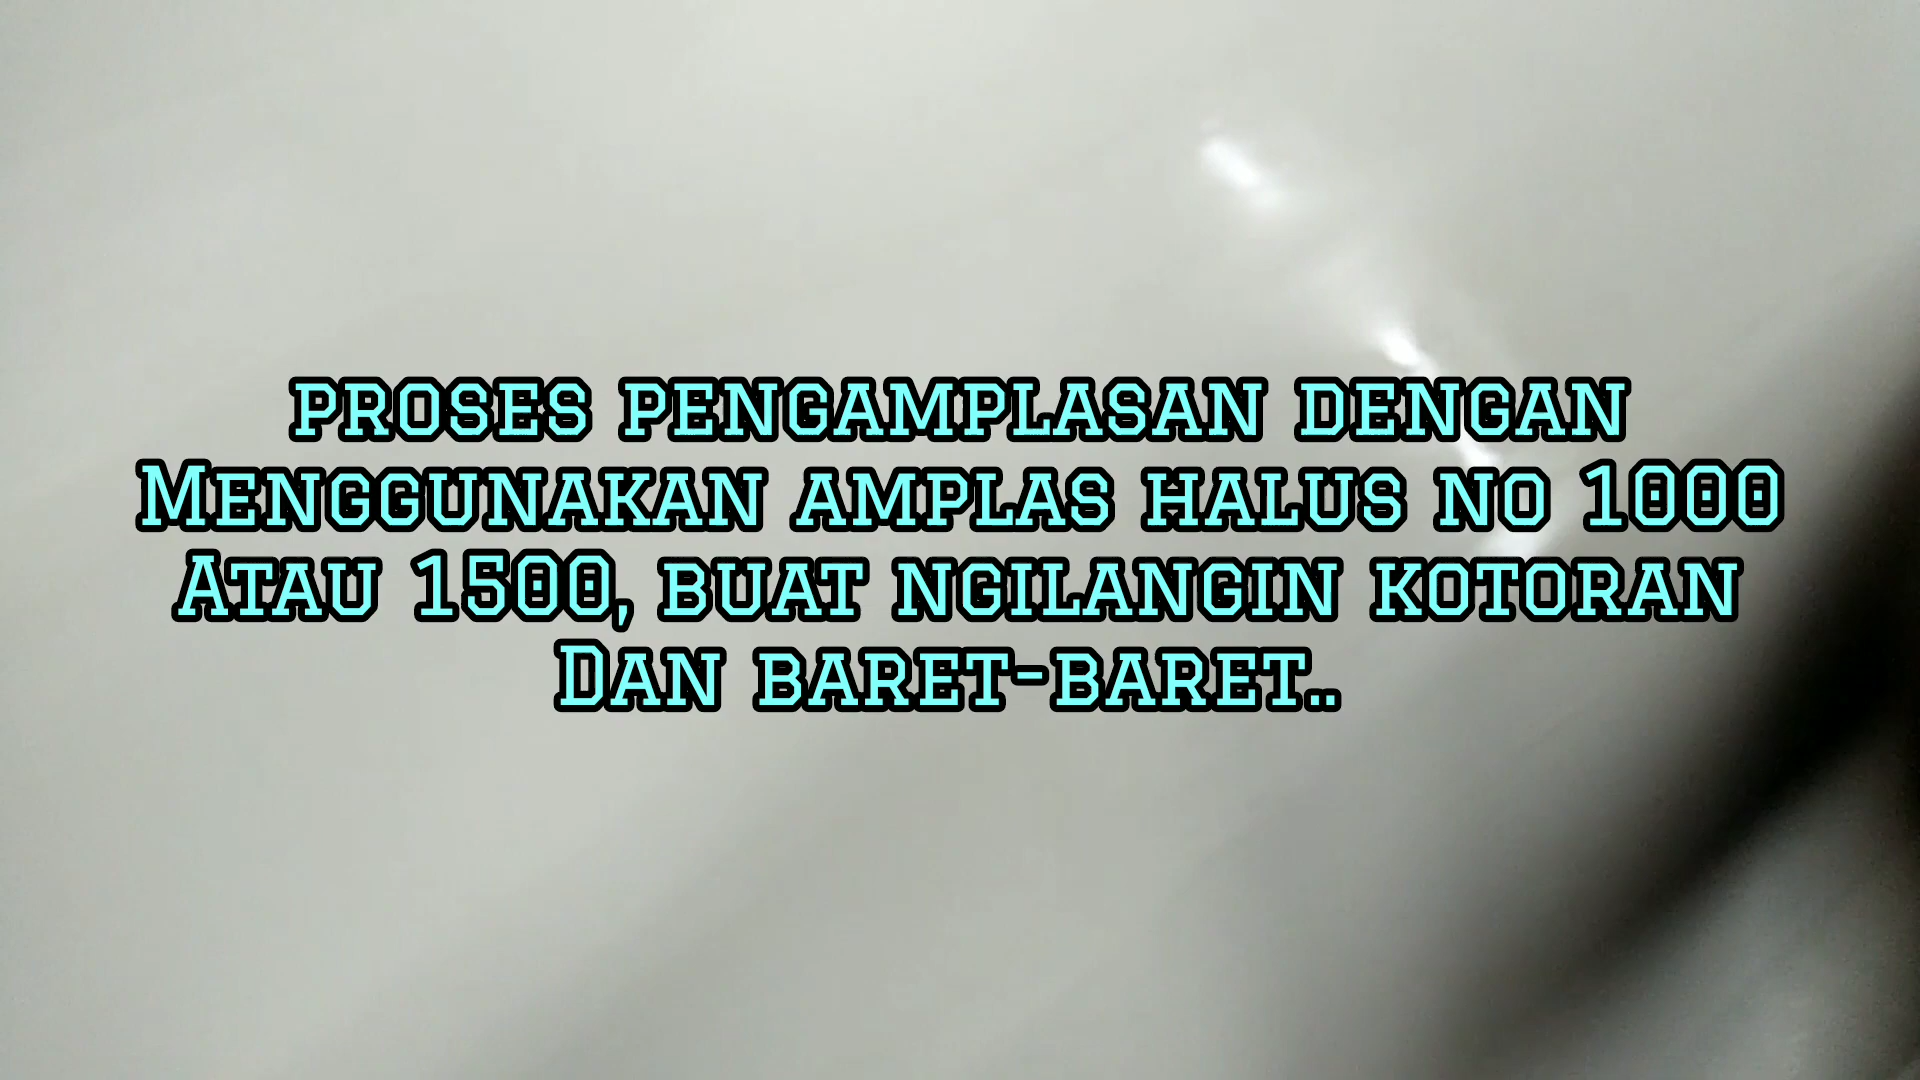 proses pengamplasan dengan
Menggunakan amplas halus no 1000
Atau 1500, buat ngilangin kotoran
Dan baret-baret..